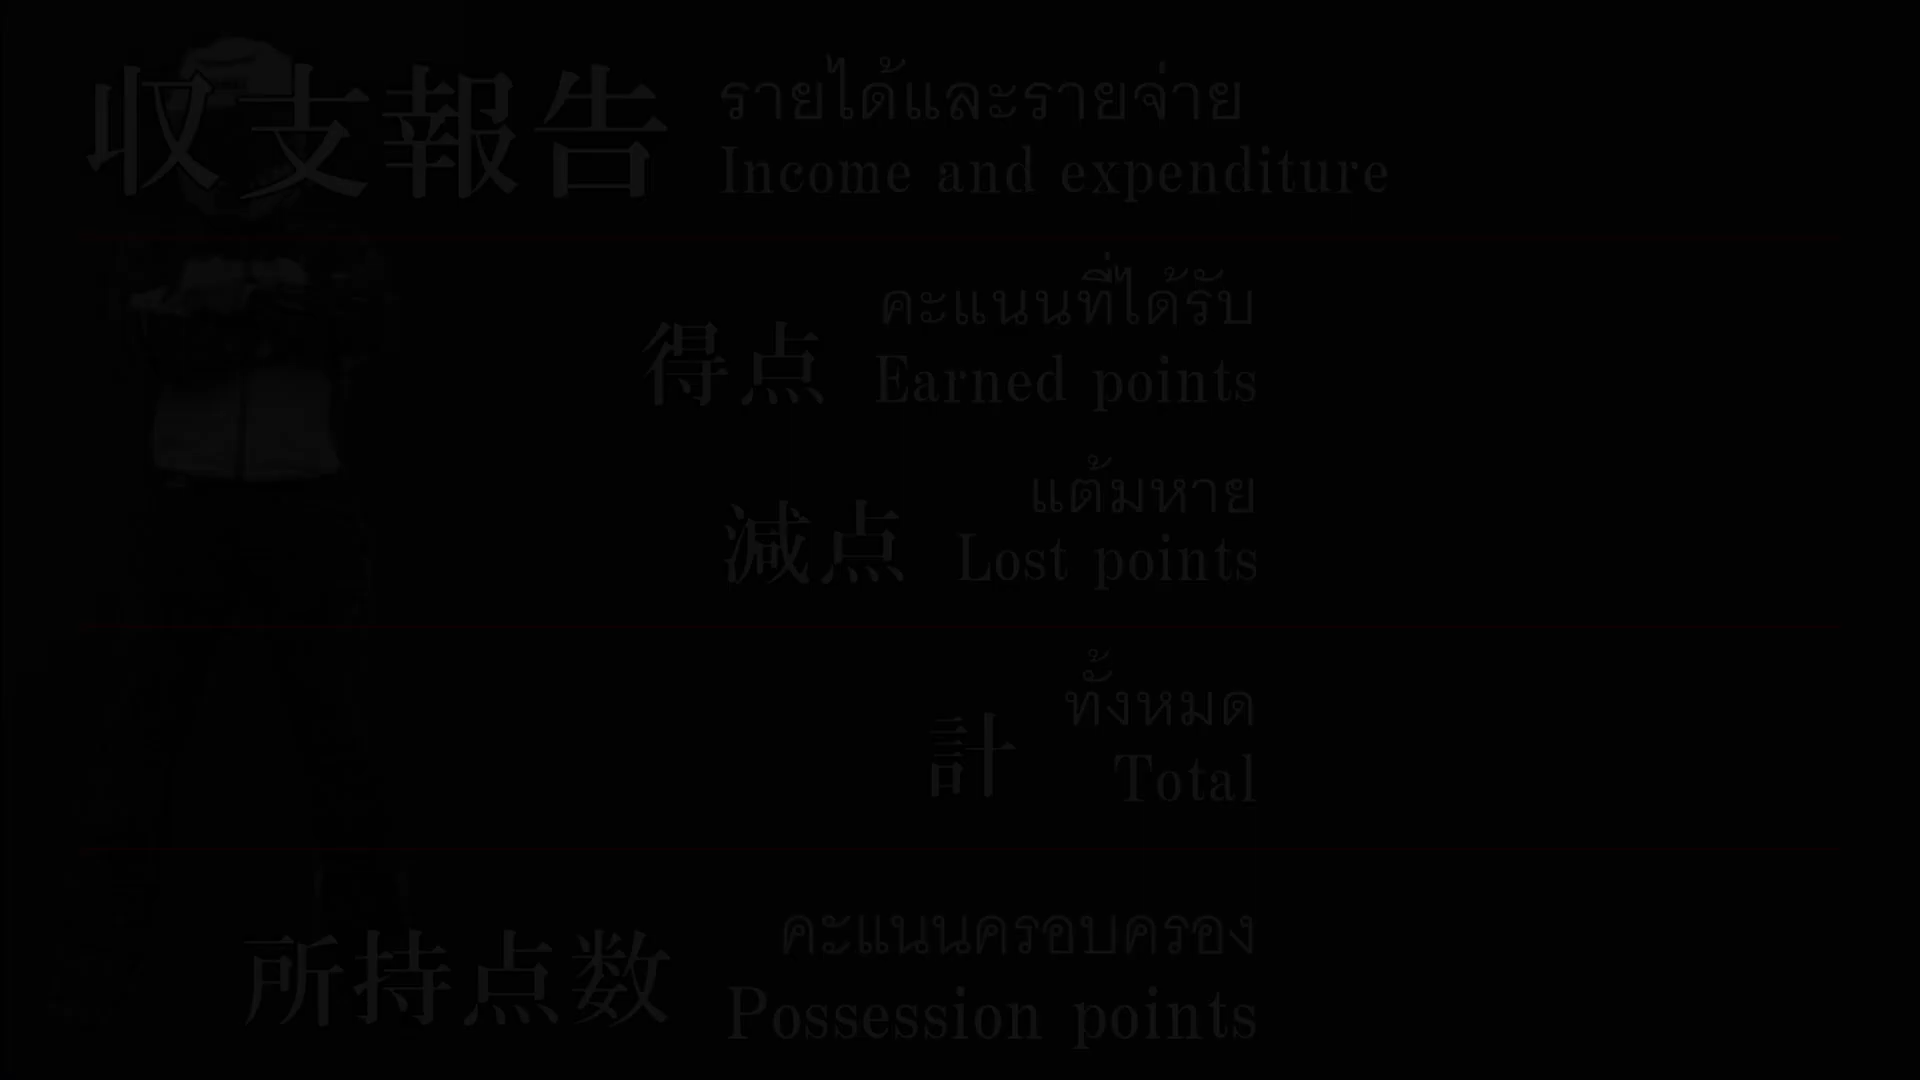 収支報告
รายได้และรายจ่าย
Income and expenditure
คะแนนที่ได้รับ
得点
Earned points
แต้มหาย
減点
Lost points
ทั้งหมด
計
Total
คะแนนครอบครอง
所持点数
Possession points